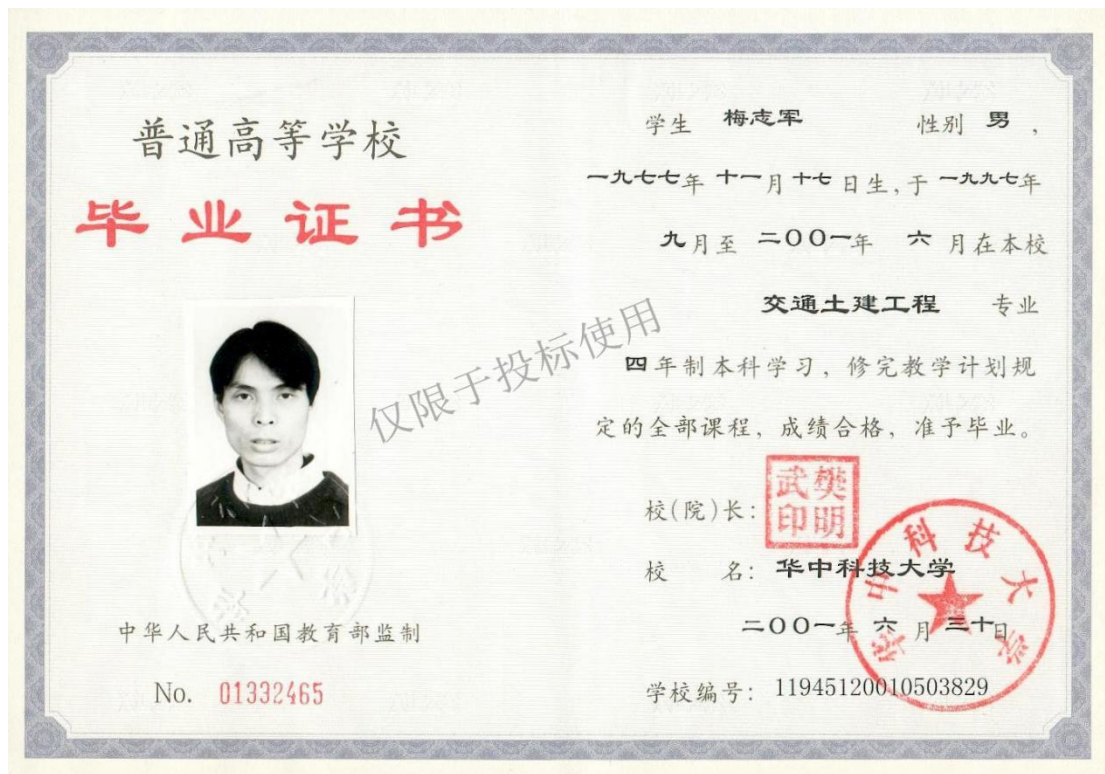 普通高等学校
毕业证书
中华人民共和国教育部监制
No. 01332465
学生 梅志军 性别 男，
一九七七年 十一月 十七 日生，于 一九九七年
九月至 二〇〇一年 六 月在本校
交通土建工程 专业
四年制本科学习，修完教学计划规
定的全部课程，成绩合格，准予毕业。
校(院)长：
樊明武印
校 名：华中科技大学
二〇〇一年 六 月 三十日
学校编号：11945120010503829
华中科技大学
仅限于投标使用